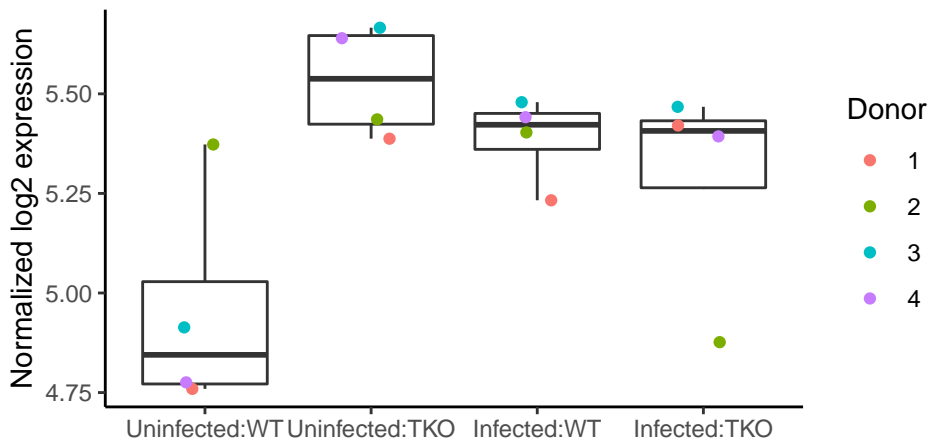 Normalized log2 expression
5.50
5.25
5.00
4.75
Uninfected:WT
Uninfected:TKO
Infected:WT
Infected:TKO
Donor
1
2
3
4